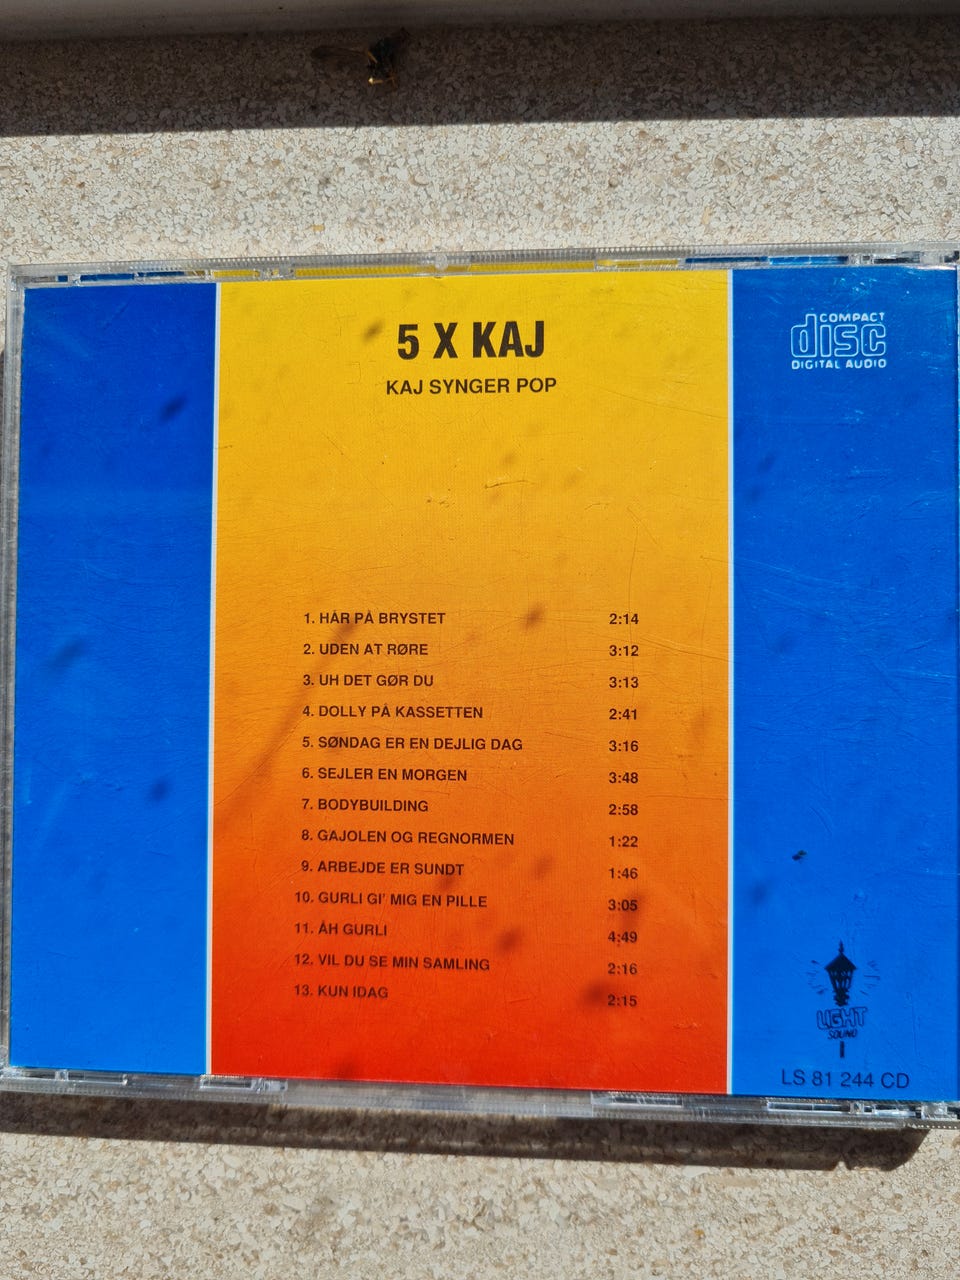 5 X KAJ
KAJ SYNGER POP
COMPACT
disc
DIGITAL AUDIO
1. HÅR PÅ BRYSTET 2:14
2. UDEN AT RØRE 3:12
3. UH DET GØR DU 3:13
4. DOLLY PÅ KASSETTEN 2:41
5. SØNDAG ER EN DEJLIG DAG 3:16
6. SEJLER EN MORGEN 3:48
7. BODYBUILDING 2:58
8. GAJOLEN OG REGNORMEN 1:22
9. ARBEJDE ER SUNDT 1:46
10. GURLI GI' MIG EN PILLE 3:05
11. ÅH GURLI 4:49
12. VIL DU SE MIN SAMLING 2:16
13. KUN IDAG 2:15
LIGHT
SOUND
LS 81 244 CD